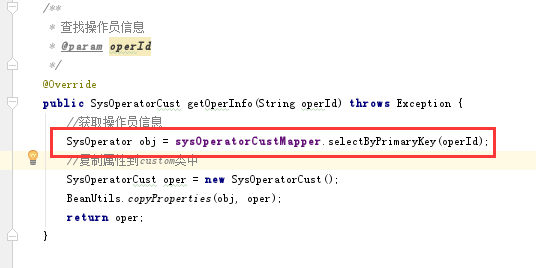 /**
* 查找操作员信息
* @param operId
*/
@Override
public SysOperatorCust getOperInfo(String operId) throws Exception {
//获取操作员信息
SysOperator obj = sysOperatorCustMapper.selectByPrimaryKey(operId);
//复制属性到custom类中
SysOperatorCust oper = new SysOperatorCust();
BeanUtils.copyProperties(obj, oper);
return oper;
}